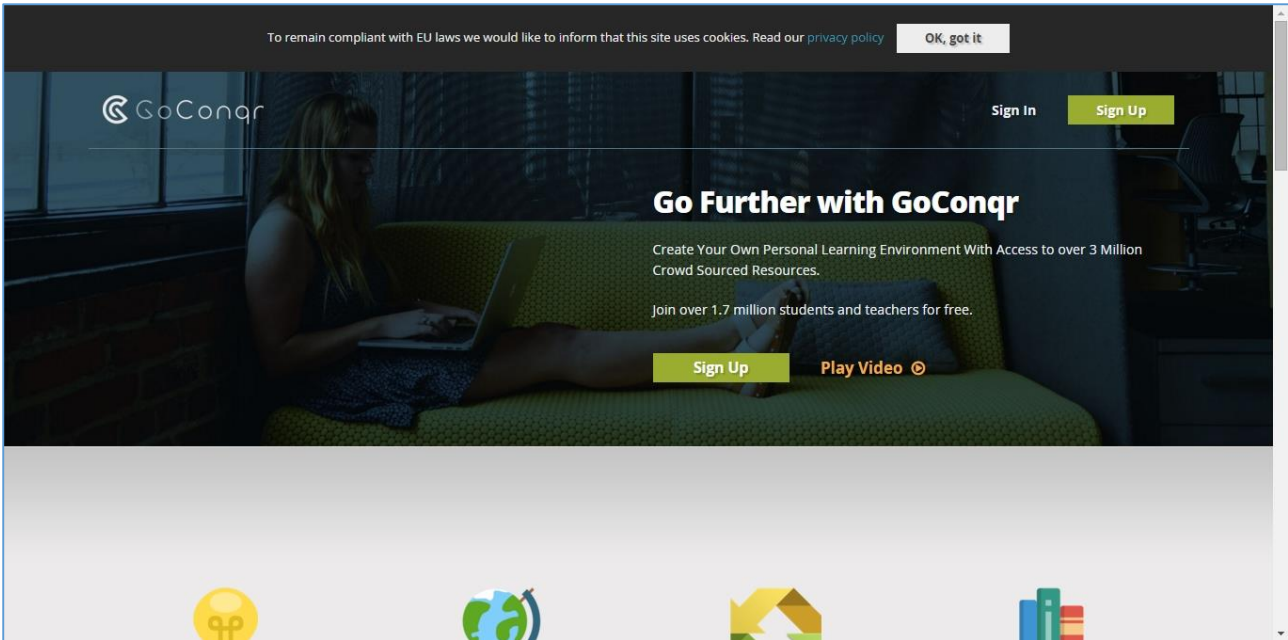 To remain compliant with EU laws we would like to inform that this site uses cookies. Read our privacy policy OK, got it
GoConqr Sign In Sign Up
Go Further with GoConqr
Create Your Own Personal Learning Environment With Access to over 3 Million
Crowd Sourced Resources.
Join over 1.7 million students and teachers for free.
Sign Up Play Video